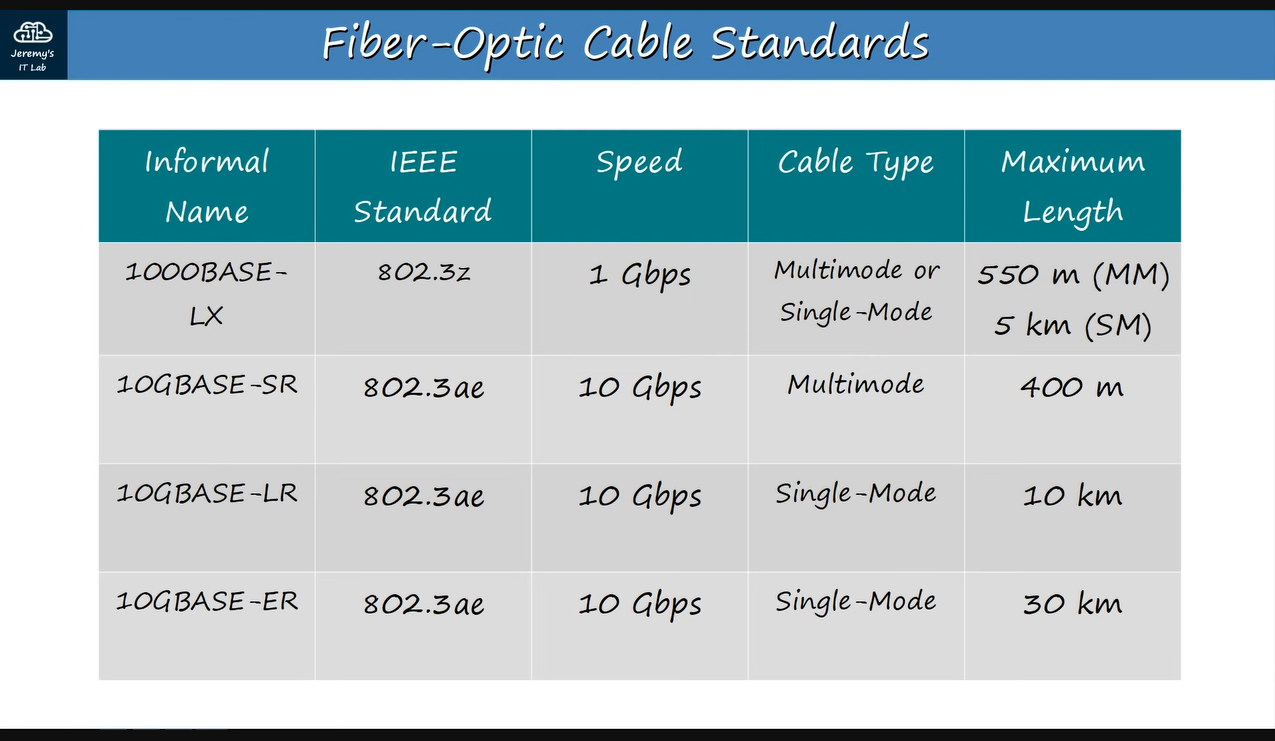 Jeremy's
IT Lab
Fiber-Optic Cable Standards
Informal Name
IEEE Standard
Speed
Cable Type
Maximum Length
1000BASE-LX
802.3z
1 Gbps
Multimode or
Single-Mode
550 m (MM)
5 km (SM)
10GBASE-SR
802.3ae
10 Gbps
Multimode
400 m
10GBASE-LR
802.3ae
10 Gbps
Single-Mode
10 km
10GBASE-ER
802.3ae
10 Gbps
Single-Mode
30 km